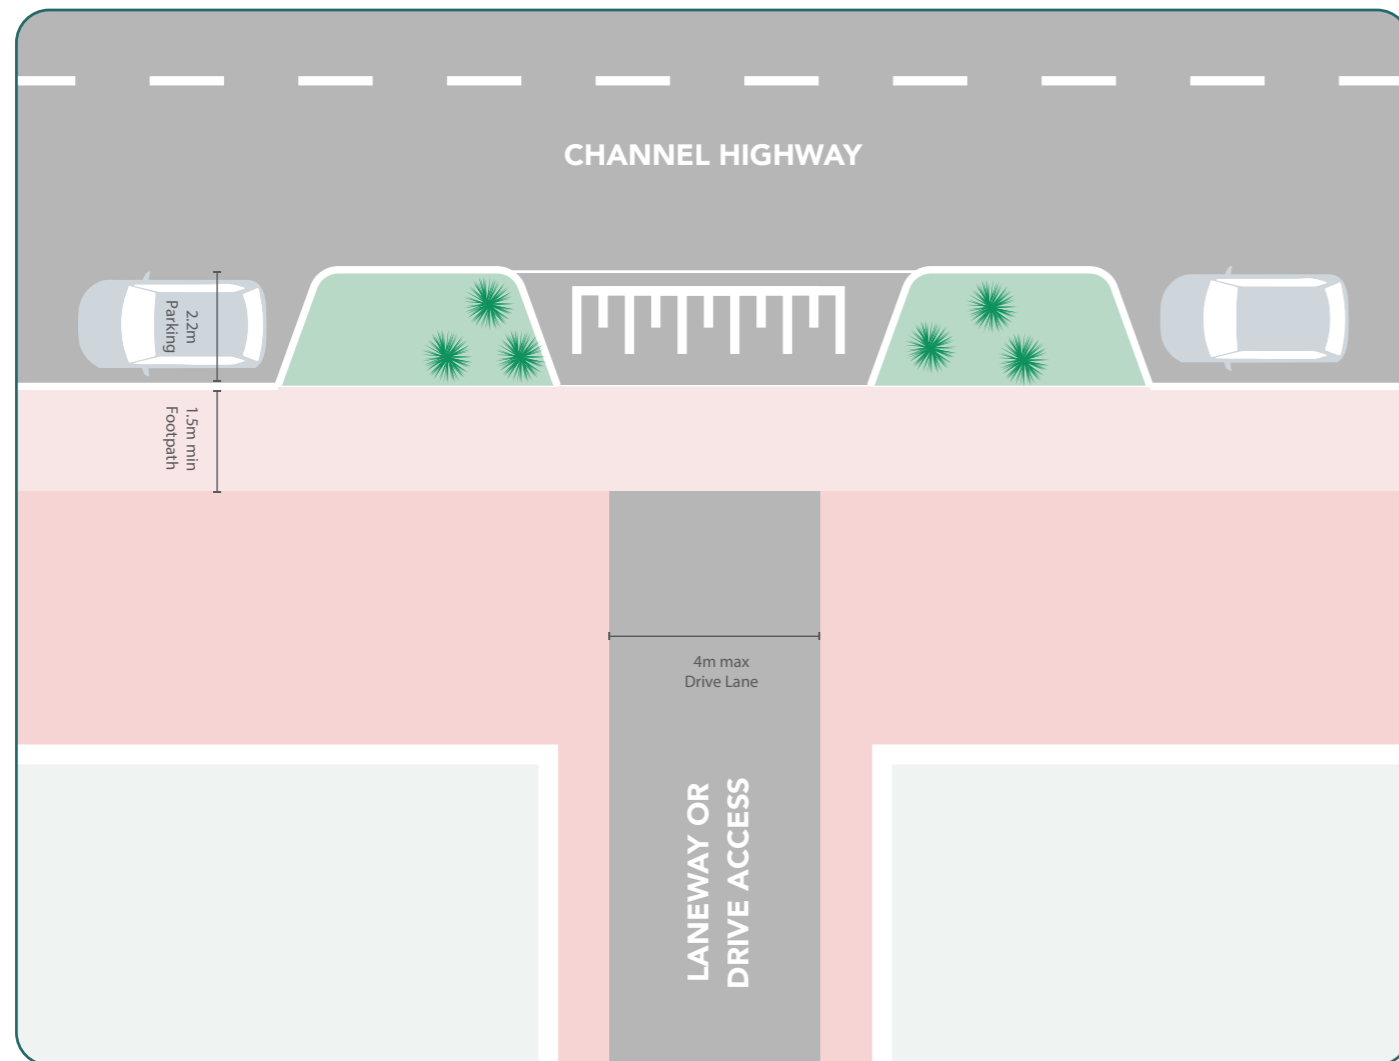 CHANNEL HIGHWAY
2.2m
Parking
1.5m min
Footpath
4m max
Drive Lane
LANEWAY OR
DRIVE ACCESS